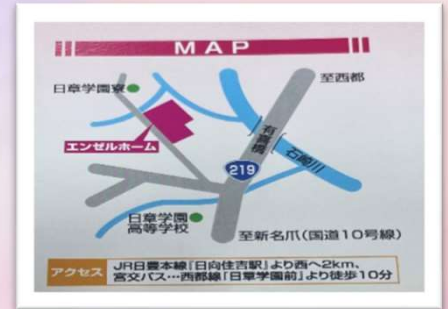 MAP
日章学園寮
至西都
エンゼルホーム
有喜橋
石崎川
219
日章学園
高等学校
至新名爪(国道10号線)
アクセス
JR日豊本線「日向住吉駅」より西へ2km、
宮交バス…西都線「日章学園前」より徒歩10分